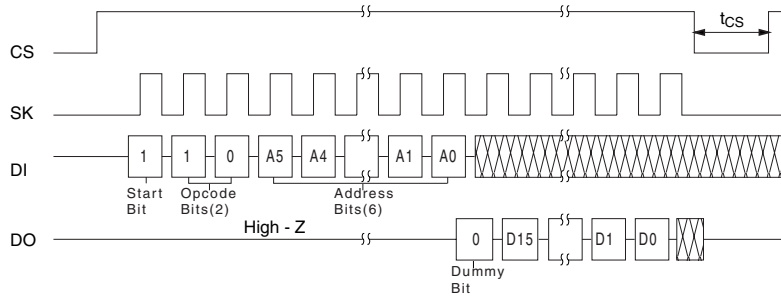 tCS
CS
SK
DI
1 1 0 A5 A4 A1 A0
Start
Bit
Opcode
Bits(2)
Address
Bits(6)
High - Z
DO
0 D15 D1 D0
Dummy
Bit